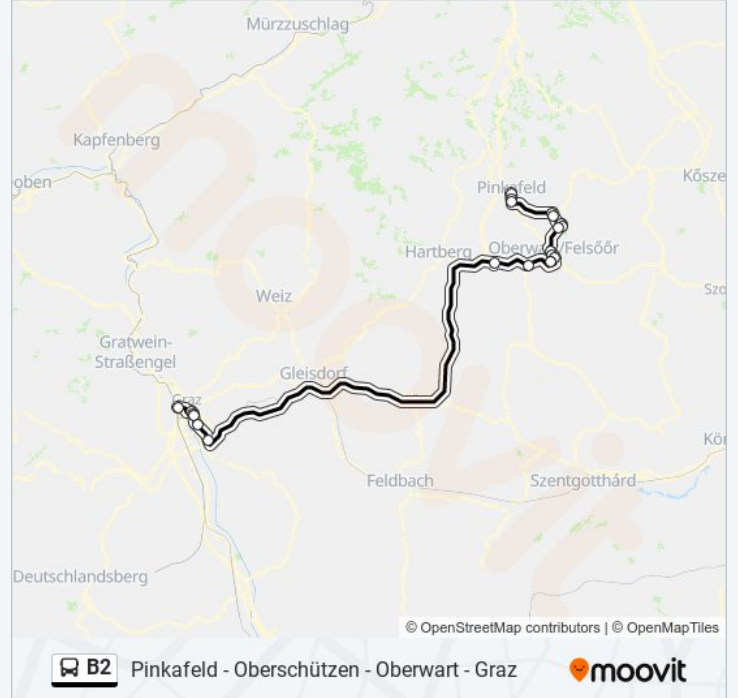 Mürzzuschlag
Kapfenberg
oben
Pinkafeld
Kősze
Hartberg
Oberwart/Felsőőr
Weiz
Szo
Gratwein-
Straßengel
Gleisdorf
Graz
Kör
Feldbach
Szentgotthárd
Deutschlandsberg
moovit
© OpenStreetMap contributors | © OpenMapTiles
B2 Pinkafeld - Oberschützen - Oberwart - Graz
moovit